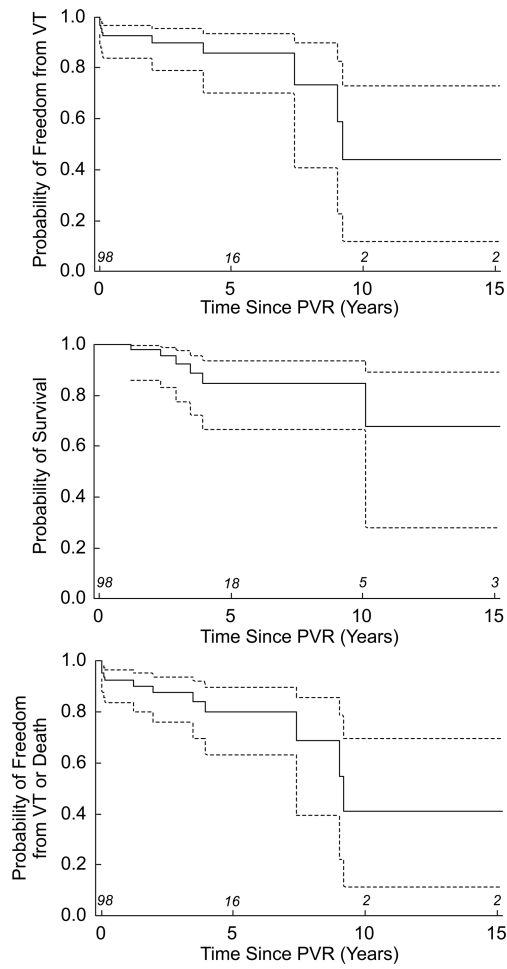 Probability of Freedom from VT
1.0
0.8
0.6
0.4
0.2
0.0
98 16 2 2
0 5 10 15
Time Since PVR (Years)
Probability of Survival
1.0
0.8
0.6
0.4
0.2
0.0
98 18 5 3
0 5 10 15
Time Since PVR (Years)
Probability of Freedom
from VT or Death
1.0
0.8
0.6
0.4
0.2
0.0
98 16 2 2
0 5 10 15
Time Since PVR (Years)